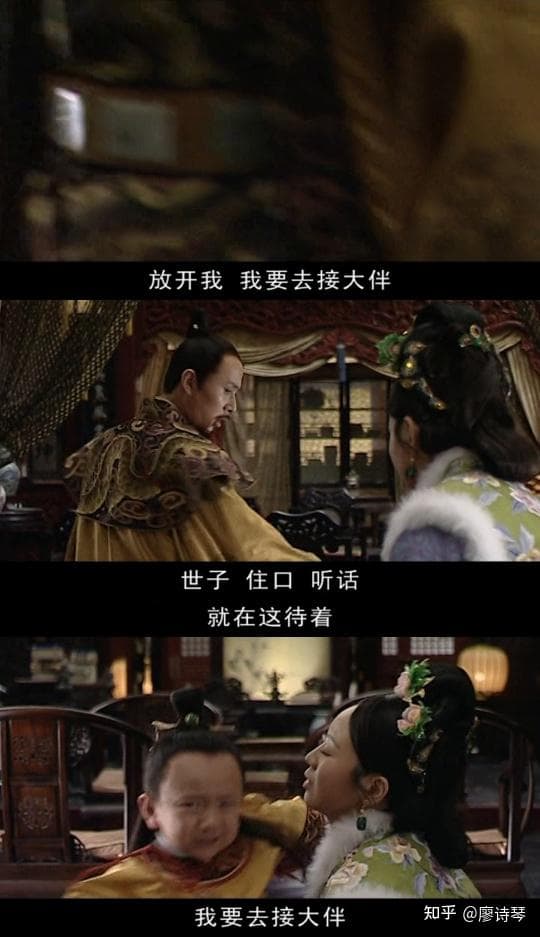 放开我 我要去接大伴
世子 住口 听话
就在这待着
我要去接大伴
知乎 @廖诗琴